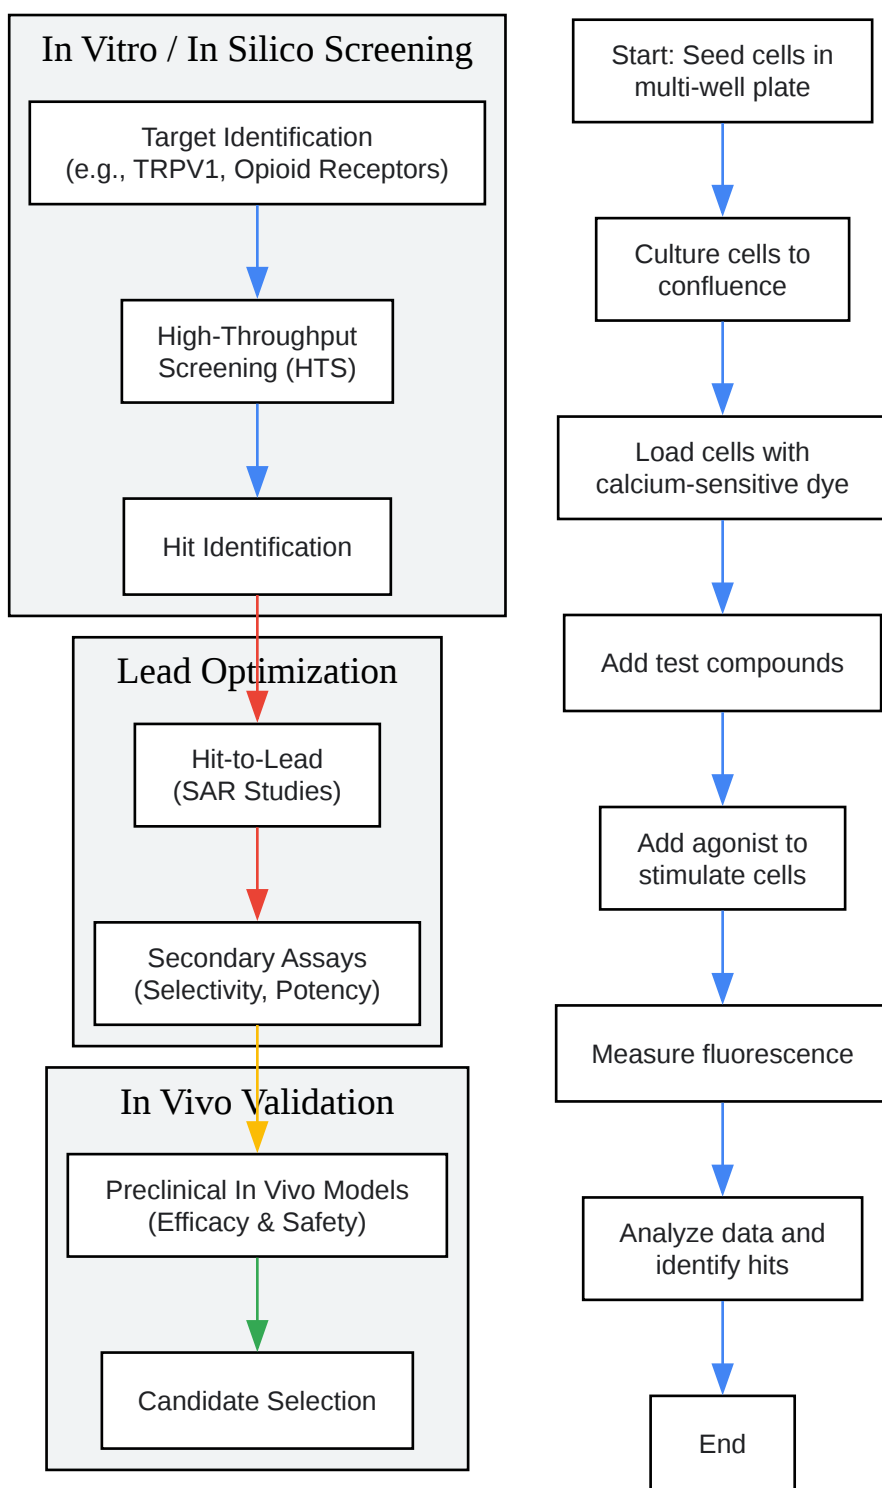 In Vitro / In Silico Screening
Target Identification
(e.g., TRPV1, Opioid Receptors)
High-Throughput
Screening (HTS)
Hit Identification
Lead Optimization
Hit-to-Lead
(SAR Studies)
Secondary Assays
(Selectivity, Potency)
In Vivo Validation
Preclinical In Vivo Models
(Efficacy & Safety)
Candidate Selection
Start: Seed cells in
multi-well plate
Culture cells to
confluence
Load cells with
calcium-sensitive dye
Add test compounds
Add agonist to
stimulate cells
Measure fluorescence
Analyze data and
identify hits
End